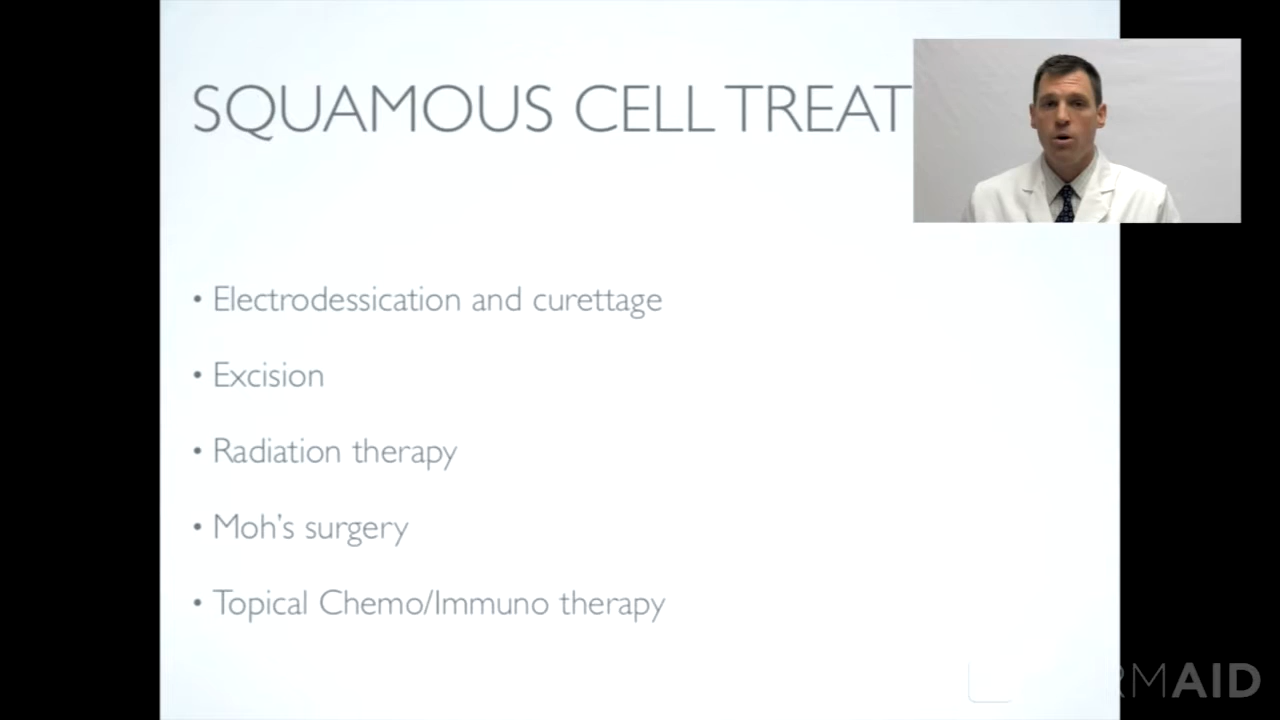 SQUAMOUS CELL TREAT
• Electrodessication and curettage
• Excision
• Radiation therapy
• Moh's surgery
• Topical Chemo/Immuno therapy
RMAID